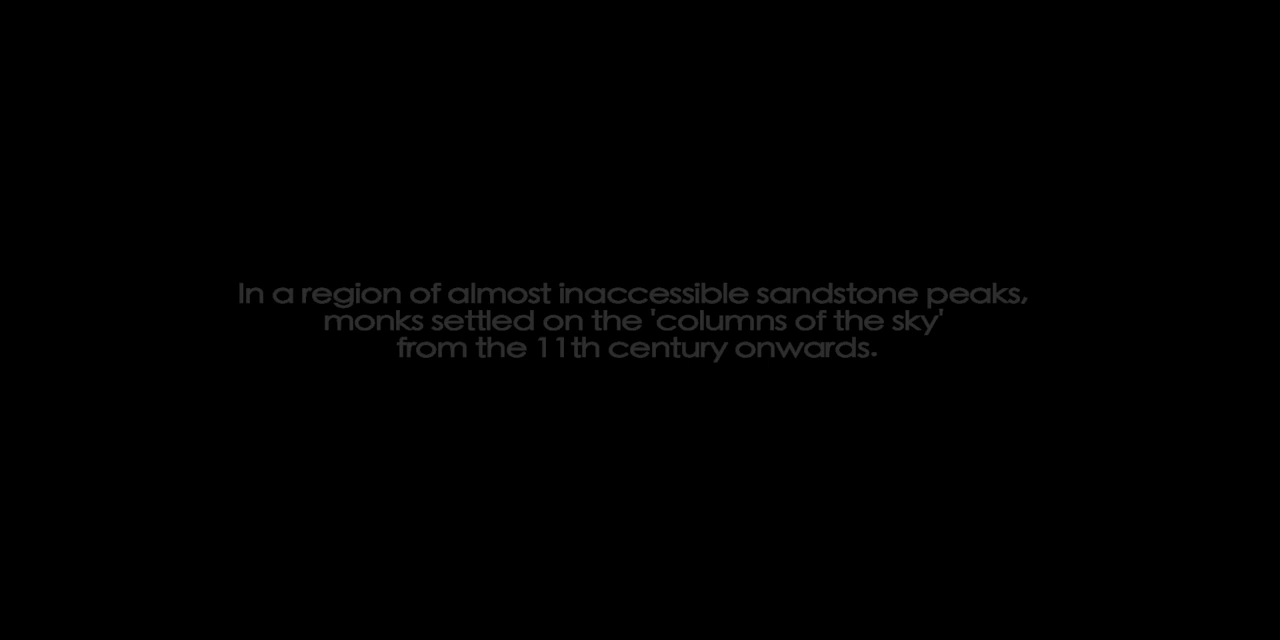 In a region of almost inaccessible sandstone peaks,
monks settled on the 'columns of the sky'
from the 11th century onwards.